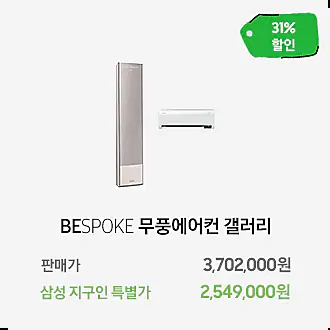 31%
할인
BESPOKE 무풍에어컨 갤러리
판매가 3,702,000원
삼성 지구인 특별가 2,549,000원